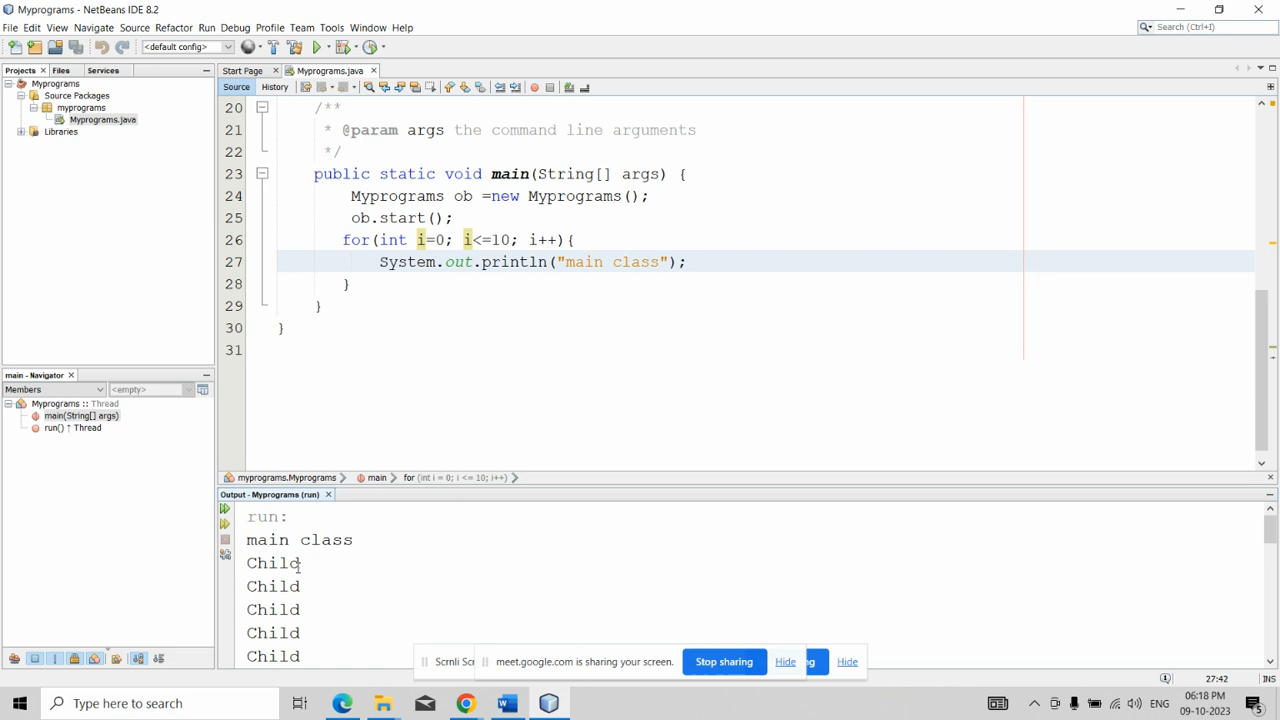 Myprograms - NetBeans IDE 8.2
File Edit View Navigate Source Refactor Run Debug Profile Team Tools Window Help
Search (Ctrl+I)
<default config>
Projects Files Services
Start Page Myprograms.java
Source History
Myprograms
Source Packages
myprograms
Myprograms.java
Libraries
20 /**
21 * @param args the command line arguments
22 */
23 public static void main(String[] args) {
24 Myprograms ob =new Myprograms();
25 ob.start();
26 for(int i=0; i<=10; i++){
27 System.out.println("main class");
28 }
29 }
30 }
31
main - Navigator
Members <empty>
Myprograms :: Thread
main(String[] args)
run() ↑ Thread
myprograms.Myprograms main for (int i = 0; i <= 10; i++)
Output - Myprograms (run)
run:
main class
Child
Child
Child
Child
Child
Scrnli Scr meet.google.com is sharing your screen. Stop sharing Hide ng Hide
27:42 INS
Type here to search
ENG
06:18 PM
09-10-2023
5